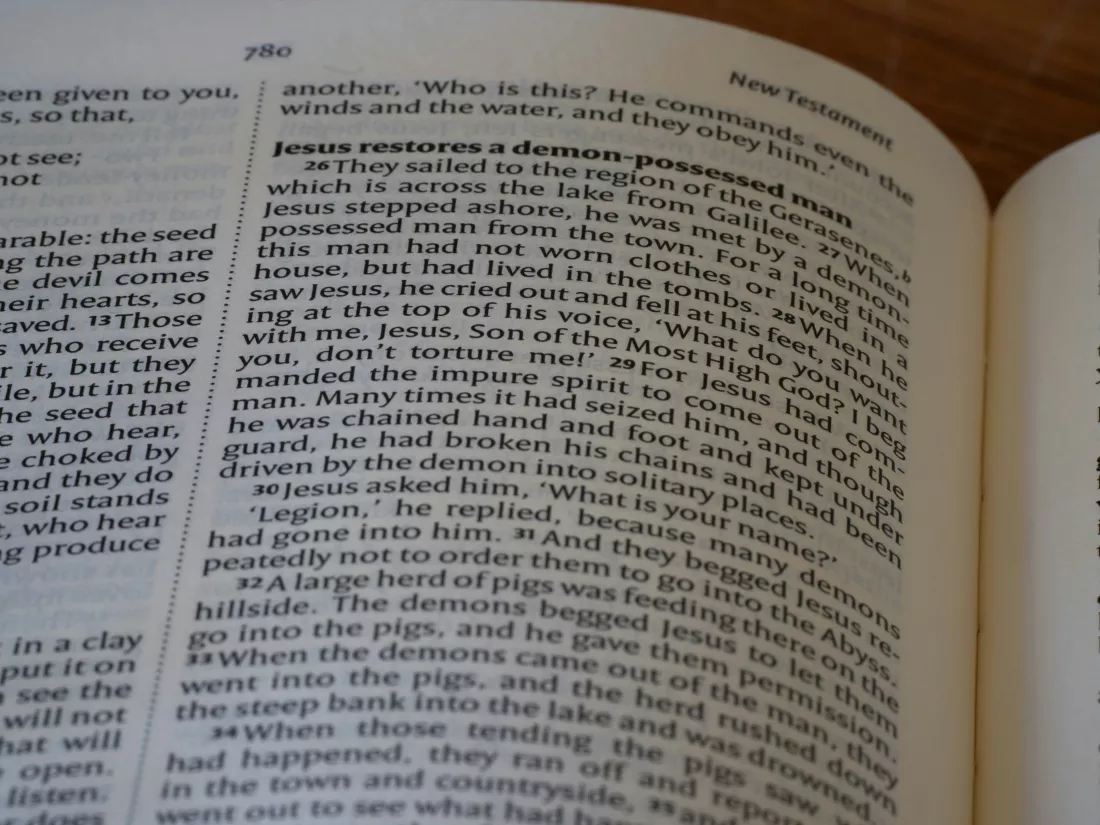 780
New Testament
een given to you,
s, so that,
ot see;
not
arable: the seed
ng the path are
e devil comes
heir hearts, so
saved. 13 Those
s who receive
r it, but they
ile, but in the
he seed that
e who hear,
e choked by
and they do
soil stands
t, who hear
ng produce
in a clay
put it on
see the
will not
hat will
open.
listen.
does
another, ‘Who is this? He commands even the
winds and the water, and they obey him.’
Jesus restores a demon-possessed man
26 They sailed to the region of the Gerasenes,b
which is across the lake from Galilee. 27 When
Jesus stepped ashore, he was met by a demon-
possessed man from the town. For a long time
this man had not worn clothes or lived in a
house, but had lived in the tombs. 28 When he
saw Jesus, he cried out and fell at his feet, shout-
ing at the top of his voice, ‘What do you want
with me, Jesus, Son of the Most High God? I beg
you, don’t torture me!’ 29 For Jesus had com-
manded the impure spirit to come out of the
man. Many times it had seized him, and though
he was chained hand and foot and kept under
guard, he had broken his chains and had been
driven by the demon into solitary places.
30 Jesus asked him, ‘What is your name?’
‘Legion,’ he replied, because many demons
had gone into him. 31 And they begged Jesus re-
peatedly not to order them to go into the Abyss.
32 A large herd of pigs was feeding there on the
hillside. The demons begged Jesus to let them
go into the pigs, and he gave them permission.
33 When the demons came out of the man, they
went into the pigs, and the herd rushed down
the steep bank into the lake and was drowned.
34 When those tending the pigs saw
had happened, they ran off and repor
in the town and countryside, 35 and
went out to see what had ha